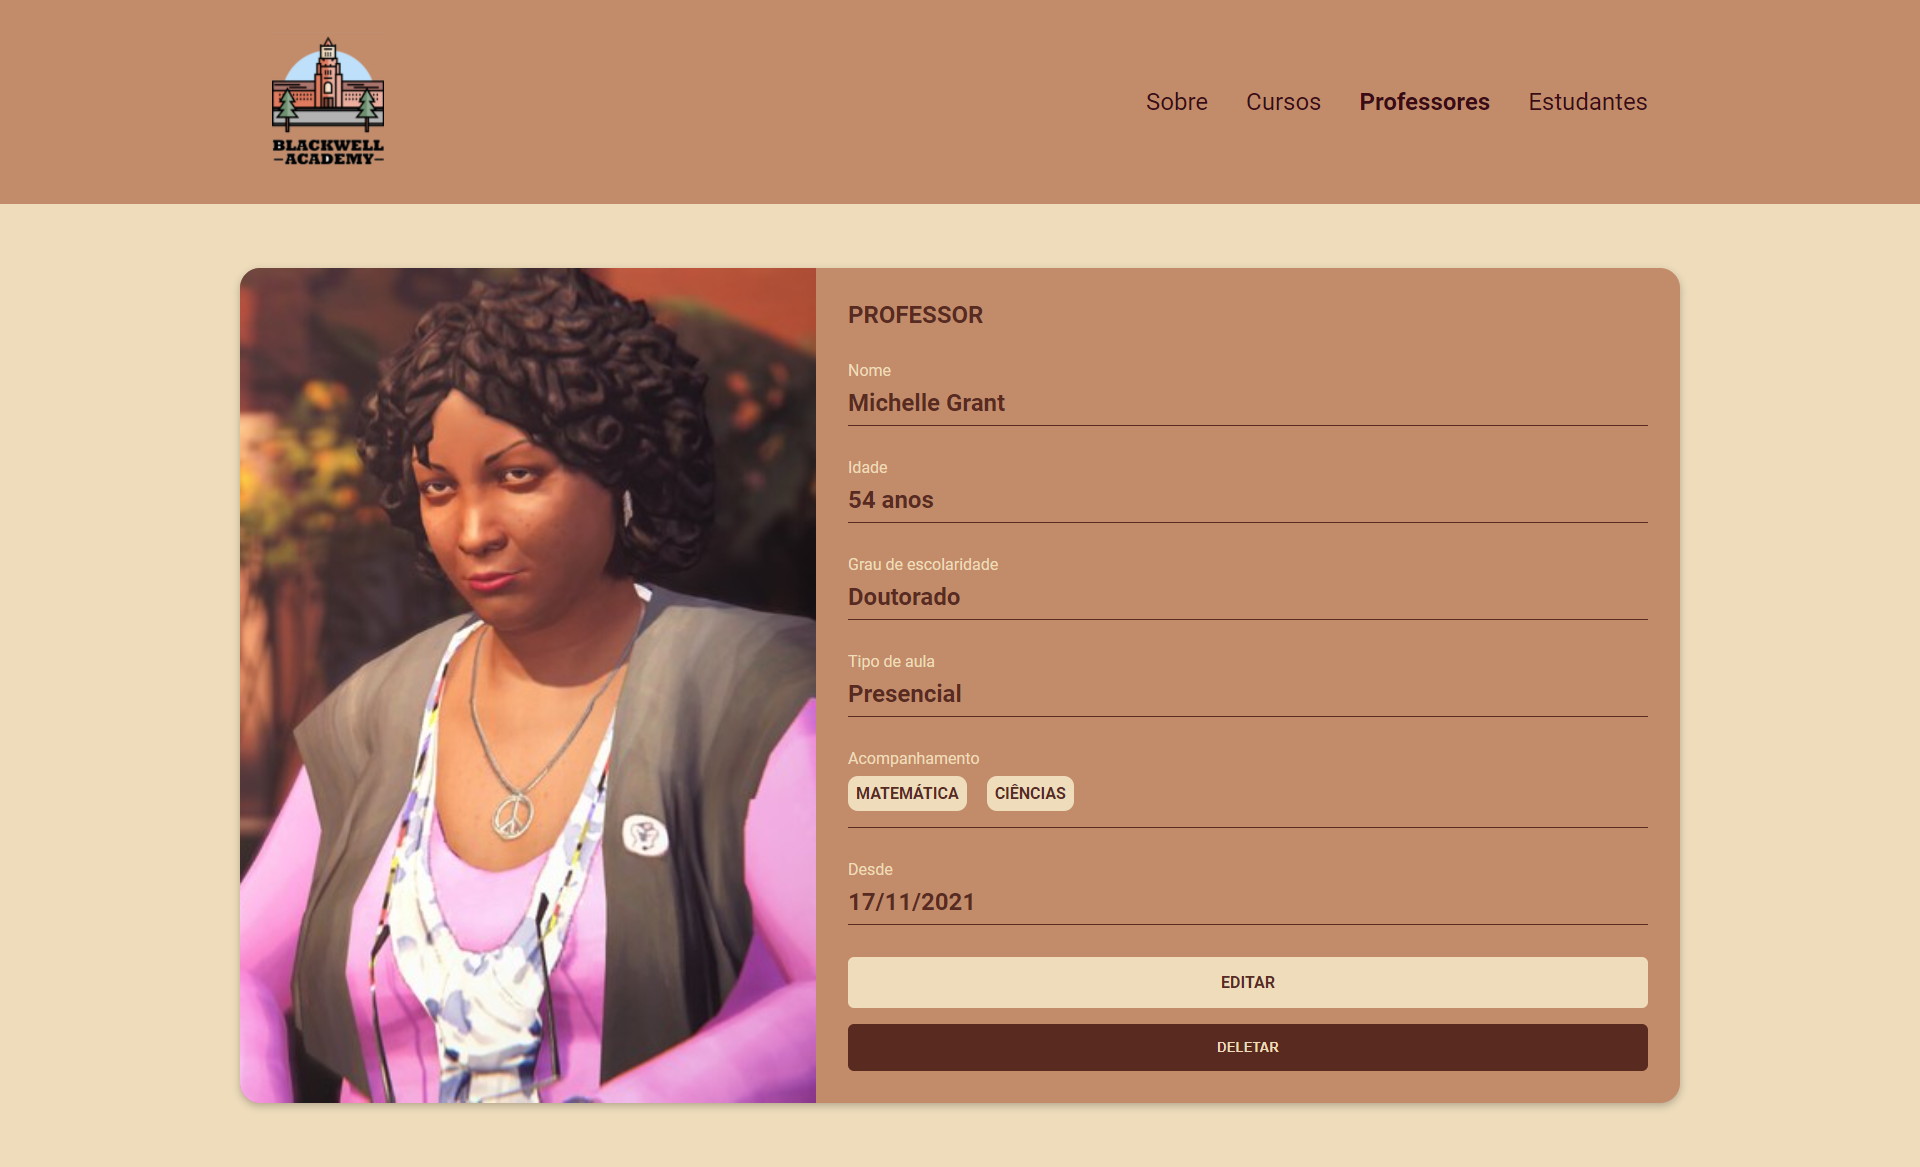 BLACKWELL
ACADEMY
Sobre Cursos Professores Estudantes
PROFESSOR
Nome
Michelle Grant
Idade
54 anos
Grau de escolaridade
Doutorado
Tipo de aula
Presencial
Acompanhamento
MATEMÁTICA CIÊNCIAS
Desde
17/11/2021
EDITAR
DELETAR